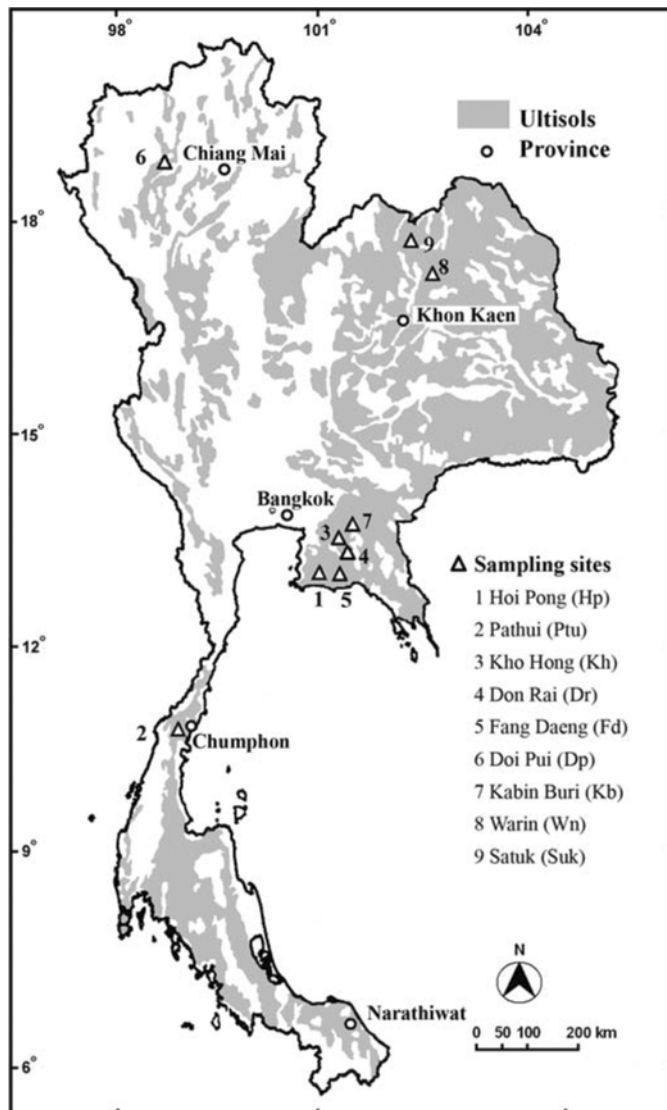 98° 101° 104°
Ultisols
Province
6 Chiang Mai
18°
9
8
Khon Kaen
15°
Bangkok
7
3
4
Sampling sites
1 5
1 Hoi Pong (Hp)
2 Pathui (Ptu)
12°
3 Kho Hong (Kh)
4 Don Rai (Dr)
2
Chumphon
5 Fang Daeng (Fd)
6 Doi Pui (Dp)
7 Kabin Buri (Kb)
8 Warin (Wn)
9°
9 Satuk (Suk)
N
Narathiwat
0 50 100 200 km
6°